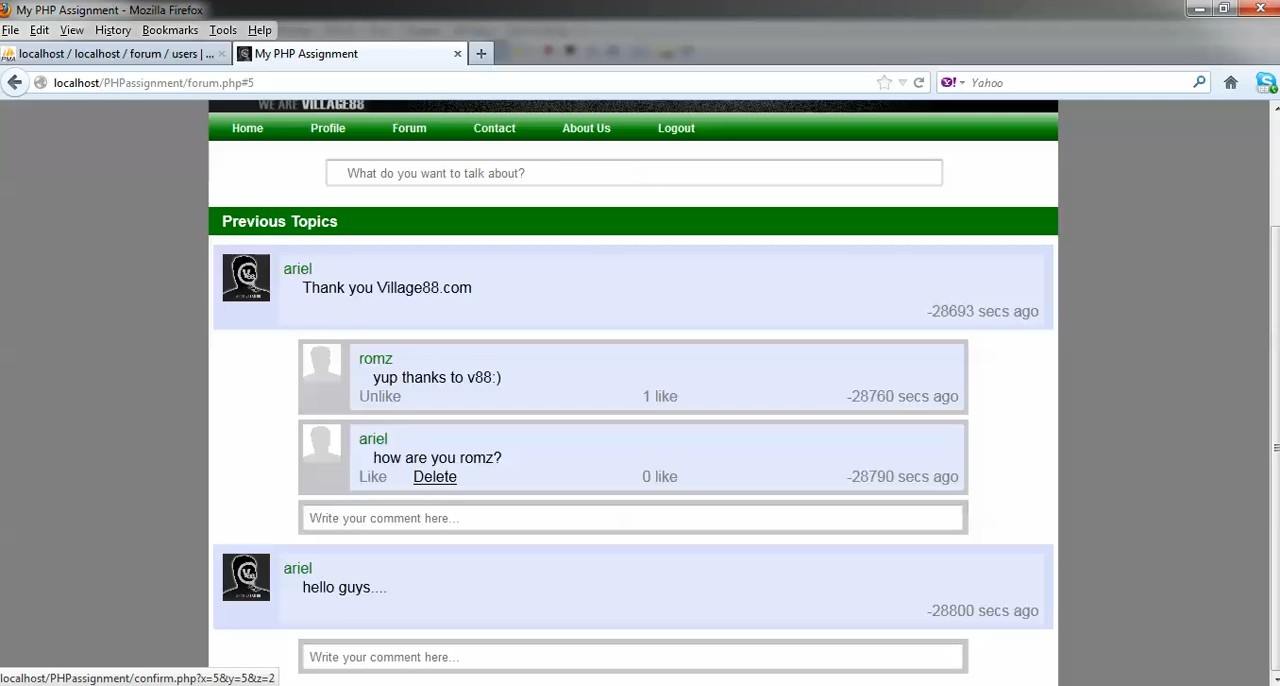 My PHP Assignment - Mozilla Firefox
File Edit View History Bookmarks Tools Help
localhost / localhost / forum / users | ...
My PHP Assignment
localhost/PHPassignment/forum.php#5
Yahoo
WE ARE VILLAGE88
Home Profile Forum Contact About Us Logout
What do you want to talk about?
Previous Topics
ariel
Thank you Village88.com
-28693 secs ago
romz
yup thanks to v88:)
Unlike 1 like -28760 secs ago
ariel
how are you romz?
Like Delete 0 like -28790 secs ago
Write your comment here...
ariel
hello guys....
-28800 secs ago
Write your comment here...
localhost/PHPassignment/confirm.php?x=5&y=5&z=2